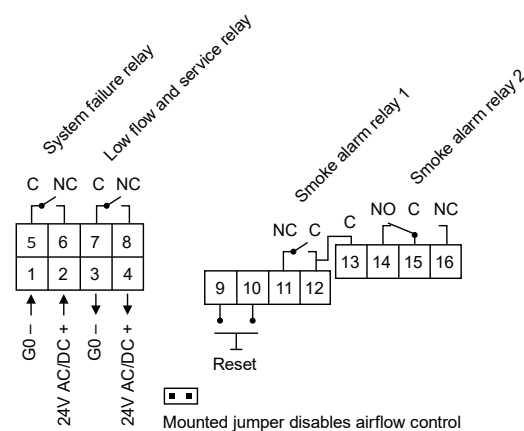 System failure relay
Low flow and service relay
Smoke alarm relay 1
Smoke alarm relay 2
C NC C NC
5 6 7 8
1 2 3 4
G0 –
24V AC/DC +
G0 –
24V AC/DC +
NC C C
NO C NC
13 14 15 16
9 10 11 12
Reset
Mounted jumper disables airflow control